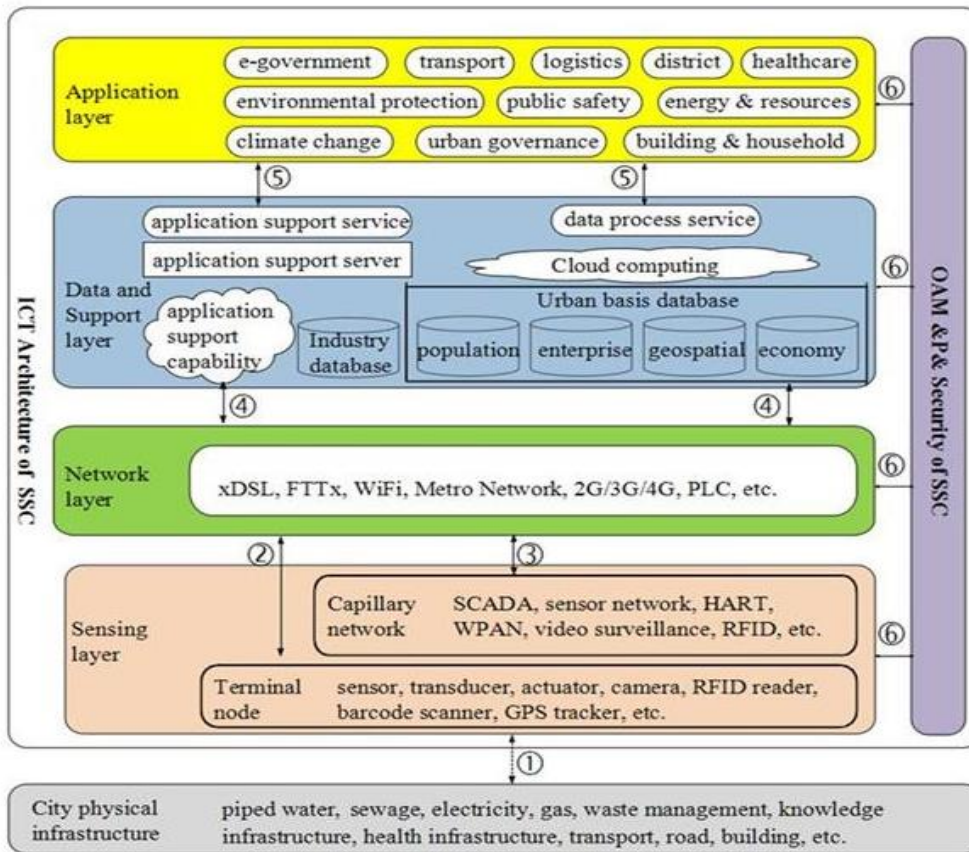 ICT Architecture of SSC
Application
layer
e-government
transport
logistics
district
healthcare
environmental protection
public safety
energy & resources
climate change
urban governance
building & household
⑥
⑤
⑤
Data and
Support
layer
application support service
data process service
application support server
Cloud computing
application
support
capability
Industry
database
Urban basis database
population
enterprise
geospatial
economy
⑥
④
④
Network
layer
xDSL, FTTx, WiFi, Metro Network, 2G/3G/4G, PLC, etc.
⑥
②
③
Sensing
layer
Capillary
network
SCADA, sensor network, HART,
WPAN, video surveillance, RFID, etc.
Terminal
node
sensor, transducer, actuator, camera, RFID reader,
barcode scanner, GPS tracker, etc.
⑥
OAM &P& Security of SSC
①
City physical
infrastructure
piped water, sewage, electricity, gas, waste management, knowledge
infrastructure, health infrastructure, transport, road, building, etc.